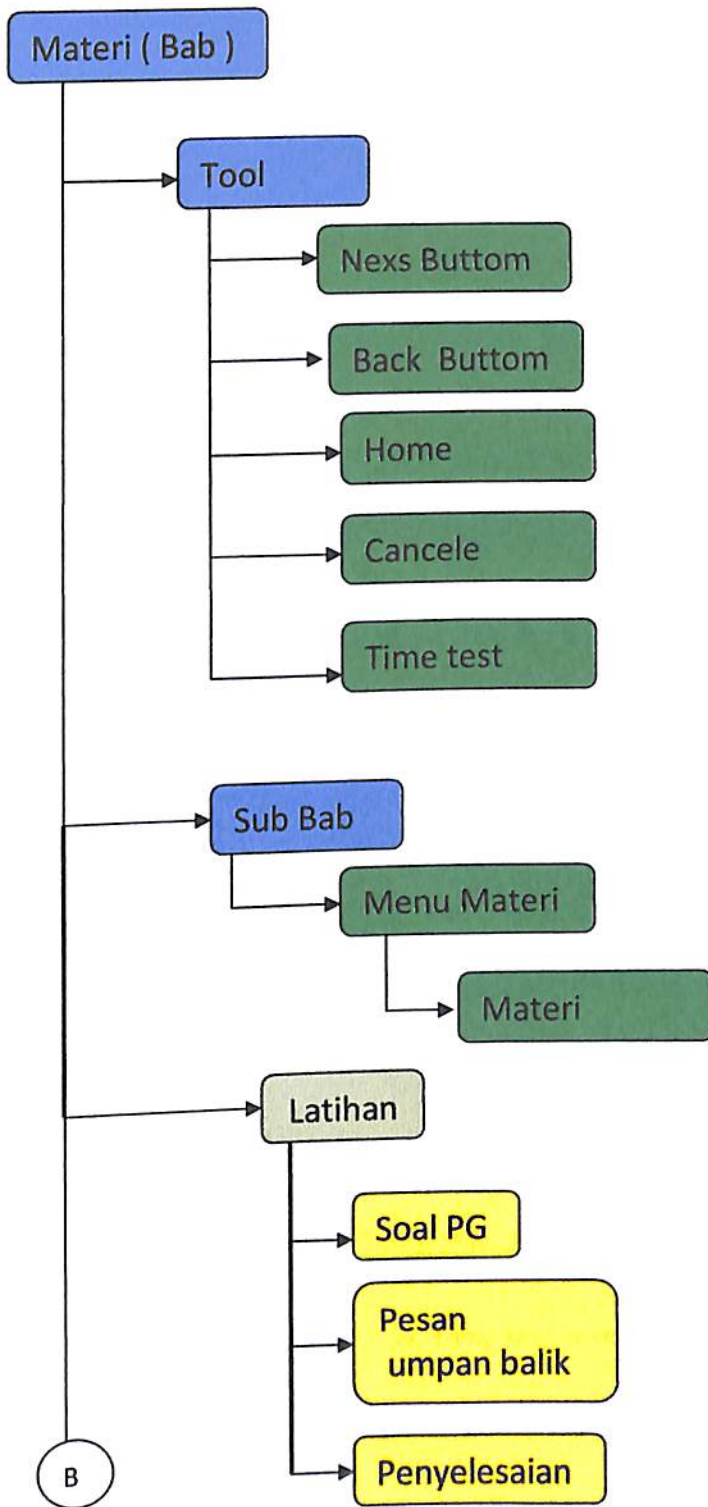 Materi ( Bab )
Tool
Nexs Buttom
Back Buttom
Home
Cancele
Time test
Sub Bab
Menu Materi
Materi
Latihan
Soal PG
Pesan
umpan balik
Penyelesaian
B